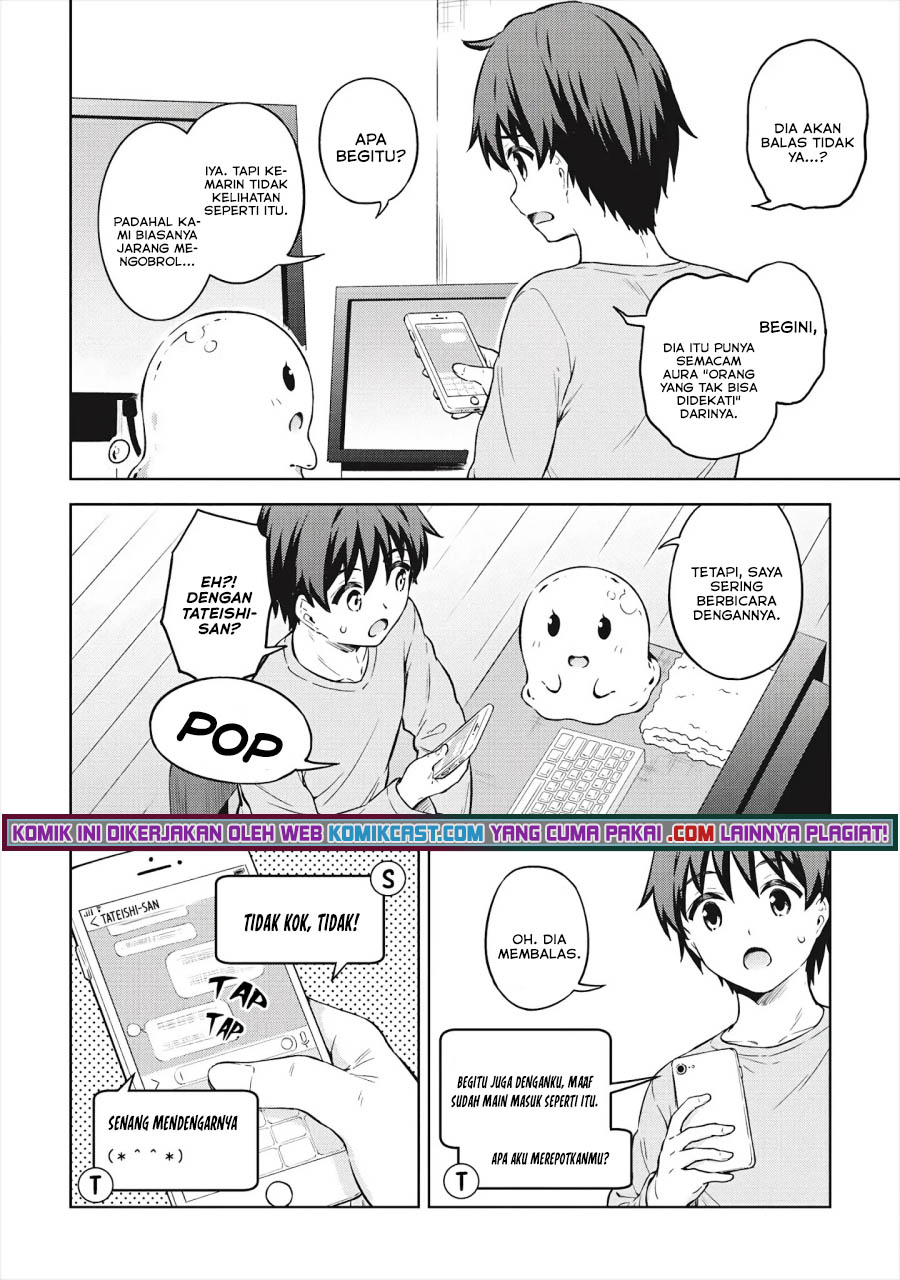 DIA AKAN
BALAS TIDAK
YA...?
BEGINI,
DIA ITU PUNYA
SEMACAM
AURA "ORANG
YANG TAK BISA
DIDEKATI"
DARINYA.
APA
BEGITU?
IYA. TAPI KE-
MARIN TIDAK
KELIHATAN
SEPERTI ITU.
PADAHAL KA-
MI BIASANYA
JARANG ME-
NGOBROL...
TETAPI, SAYA
SERING
BERBICARA
DENGANNYA.
EH?!
DENGAN
TATEISHI-
SAN?
POP
KOMIK INI DIKERJAKAN OLEH WEB KOMIKCAST.COM YANG CUMA PAKAI .COM LAINNYA PLAGIAT!
OH. DIA
MEMBALAS.
BEGITU JUGA DENGANKU, MAAF
SUDAH MAIN MASUK SEPERTI ITU.
APA AKU MEREPOTKANMU?
T
TATEISHI-SAN
S
TIDAK KOK, TIDAK!
TAP
TAP
SENANG MENDENGARNYA
(*^^*)
T